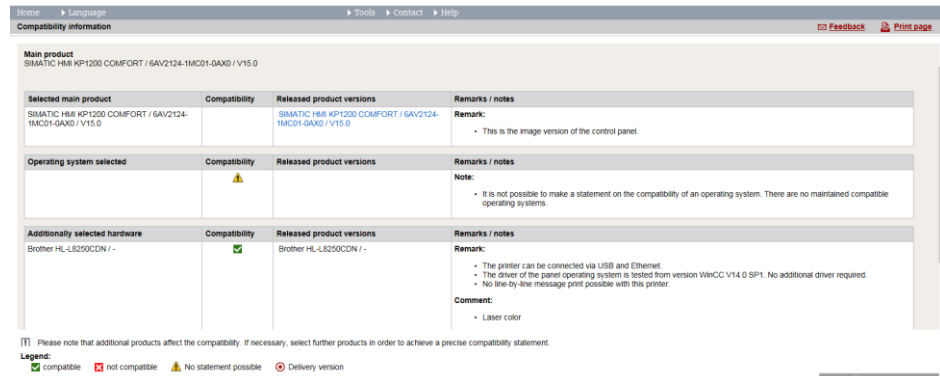 Home Language Tools Contact Help
Compatibility information Feedback Print page
Main product
SIMATIC HMI KP1200 COMFORT / 6AV2124-1MC01-0AX0 / V15.0
Selected main product Compatibility Released product versions Remarks / notes
SIMATIC HMI KP1200 COMFORT / 6AV2124- SIMATIC HMI KP1200 COMFORT / 6AV2124- Remark:
1MC01-0AX0 / V15.0 1MC01-0AX0 / V15.0
• This is the image version of the control panel.
Operating system selected Compatibility Released product versions Remarks / notes
Note:
• It is not possible to make a statement on the compatibility of an operating system. There are no maintained compatible
operating systems.
Additionally selected hardware Compatibility Released product versions Remarks / notes
Brother HL-L8250CDN / - Brother HL-L8250CDN / - Remark:
• The printer can be connected via USB and Ethernet.
• The driver of the panel operating system is tested from version WinCC V14.0 SP1. No additional driver required.
• No line-by-line message print possible with this printer.
Comment:
• Laser color
Please note that additional products affect the compatibility. If necessary, select further products in order to achieve a precise compatibility statement.
Legend:
compatible not compatible No statement possible Delivery version